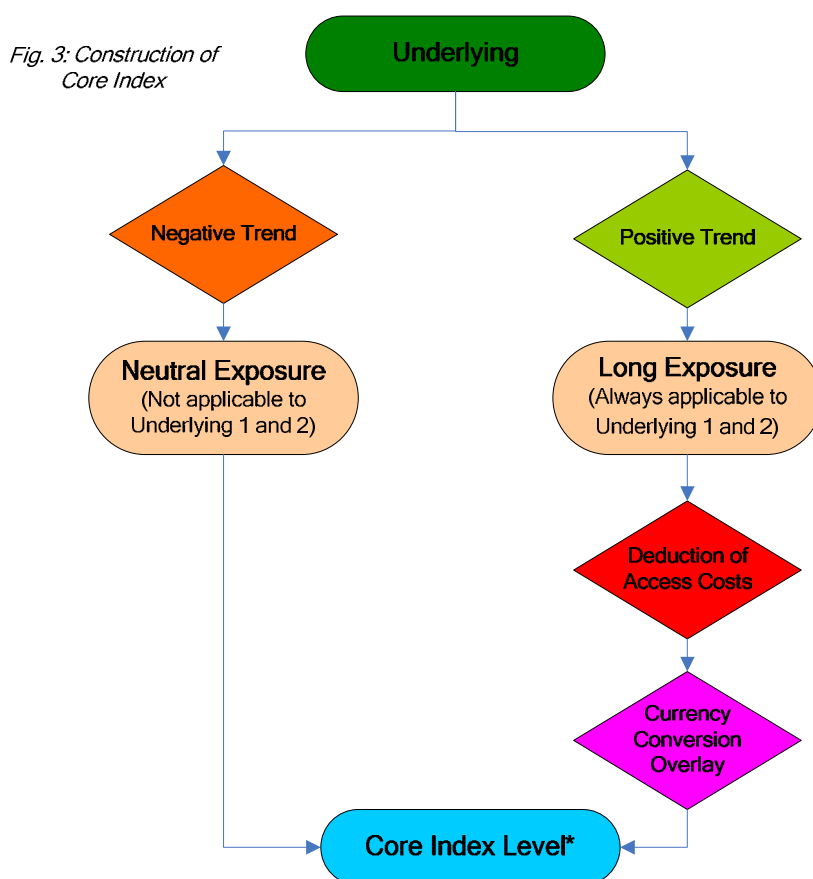 Fig. 3: Construction of
Core Index
Underlying
Negative Trend
Positive Trend
Neutral Exposure
(Not applicable to
Underlying 1 and 2)
Long Exposure
(Always applicable to
Underlying 1 and 2)
Deduction of
Access Costs
Currency
Conversion
Overlay
Core Index Level*